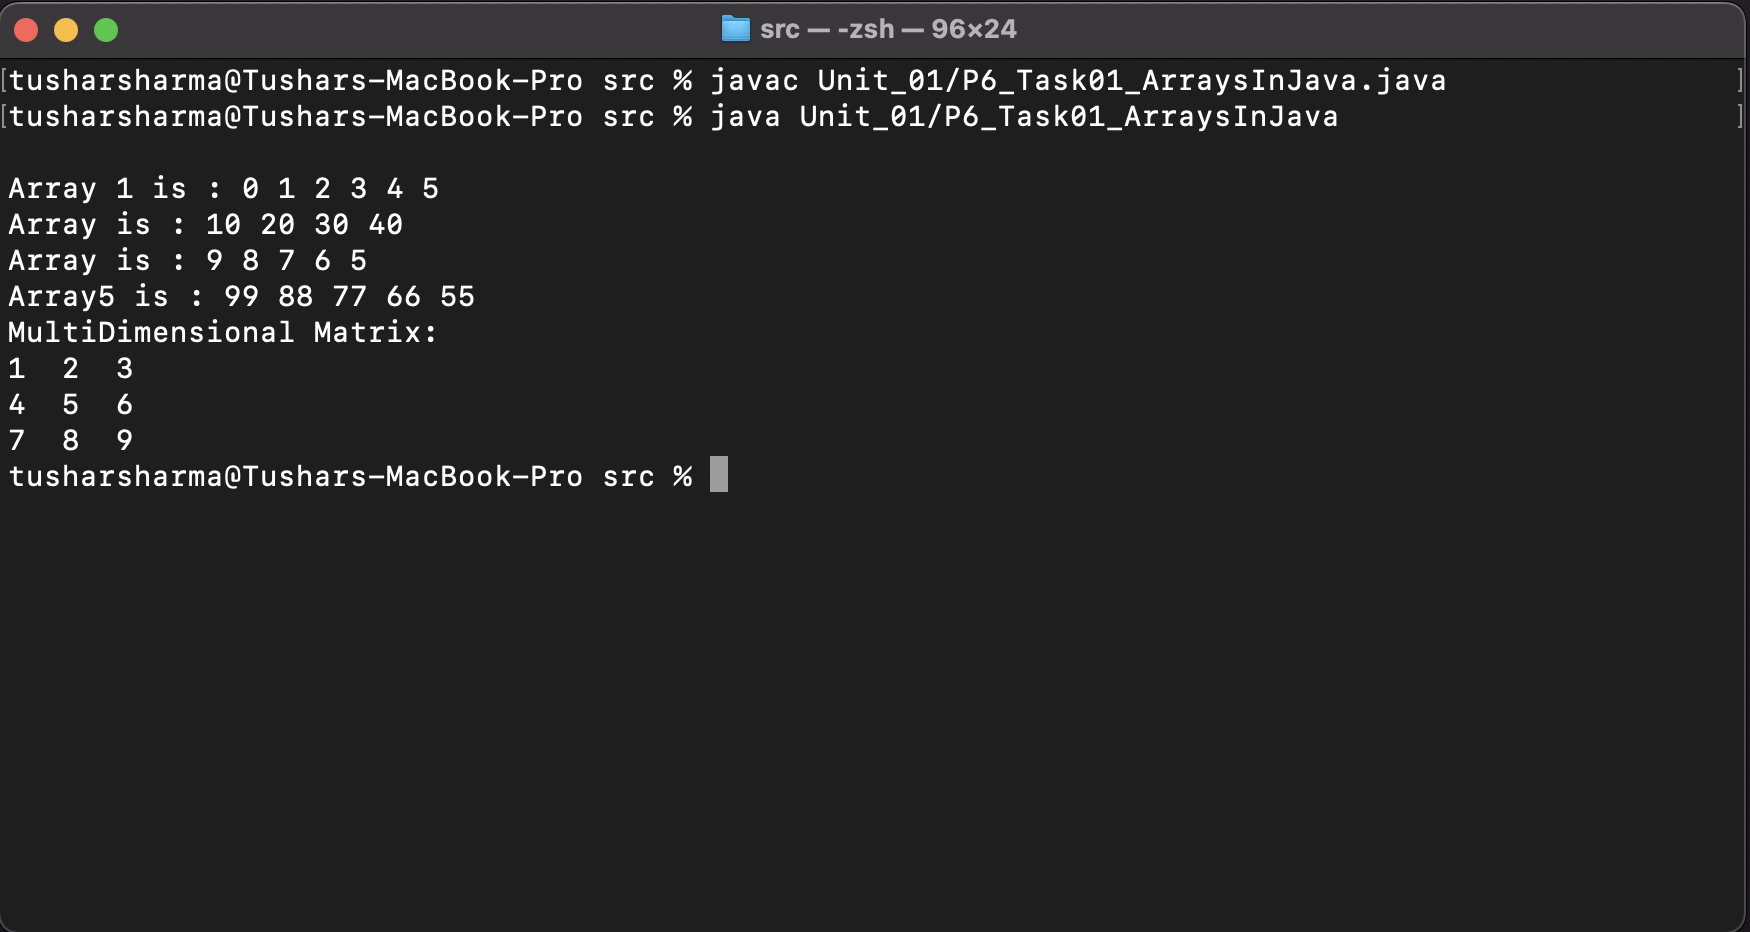 src — -zsh — 96×24
[tusharsharma@Tushars-MacBook-Pro src % javac Unit_01/P6_Task01_ArraysInJava.java ]
[tusharsharma@Tushars-MacBook-Pro src % java Unit_01/P6_Task01_ArraysInJava ]
Array 1 is : 0 1 2 3 4 5
Array is : 10 20 30 40
Array is : 9 8 7 6 5
Array5 is : 99 88 77 66 55
MultiDimensional Matrix:
1  2  3
4  5  6
7  8  9
tusharsharma@Tushars-MacBook-Pro src %